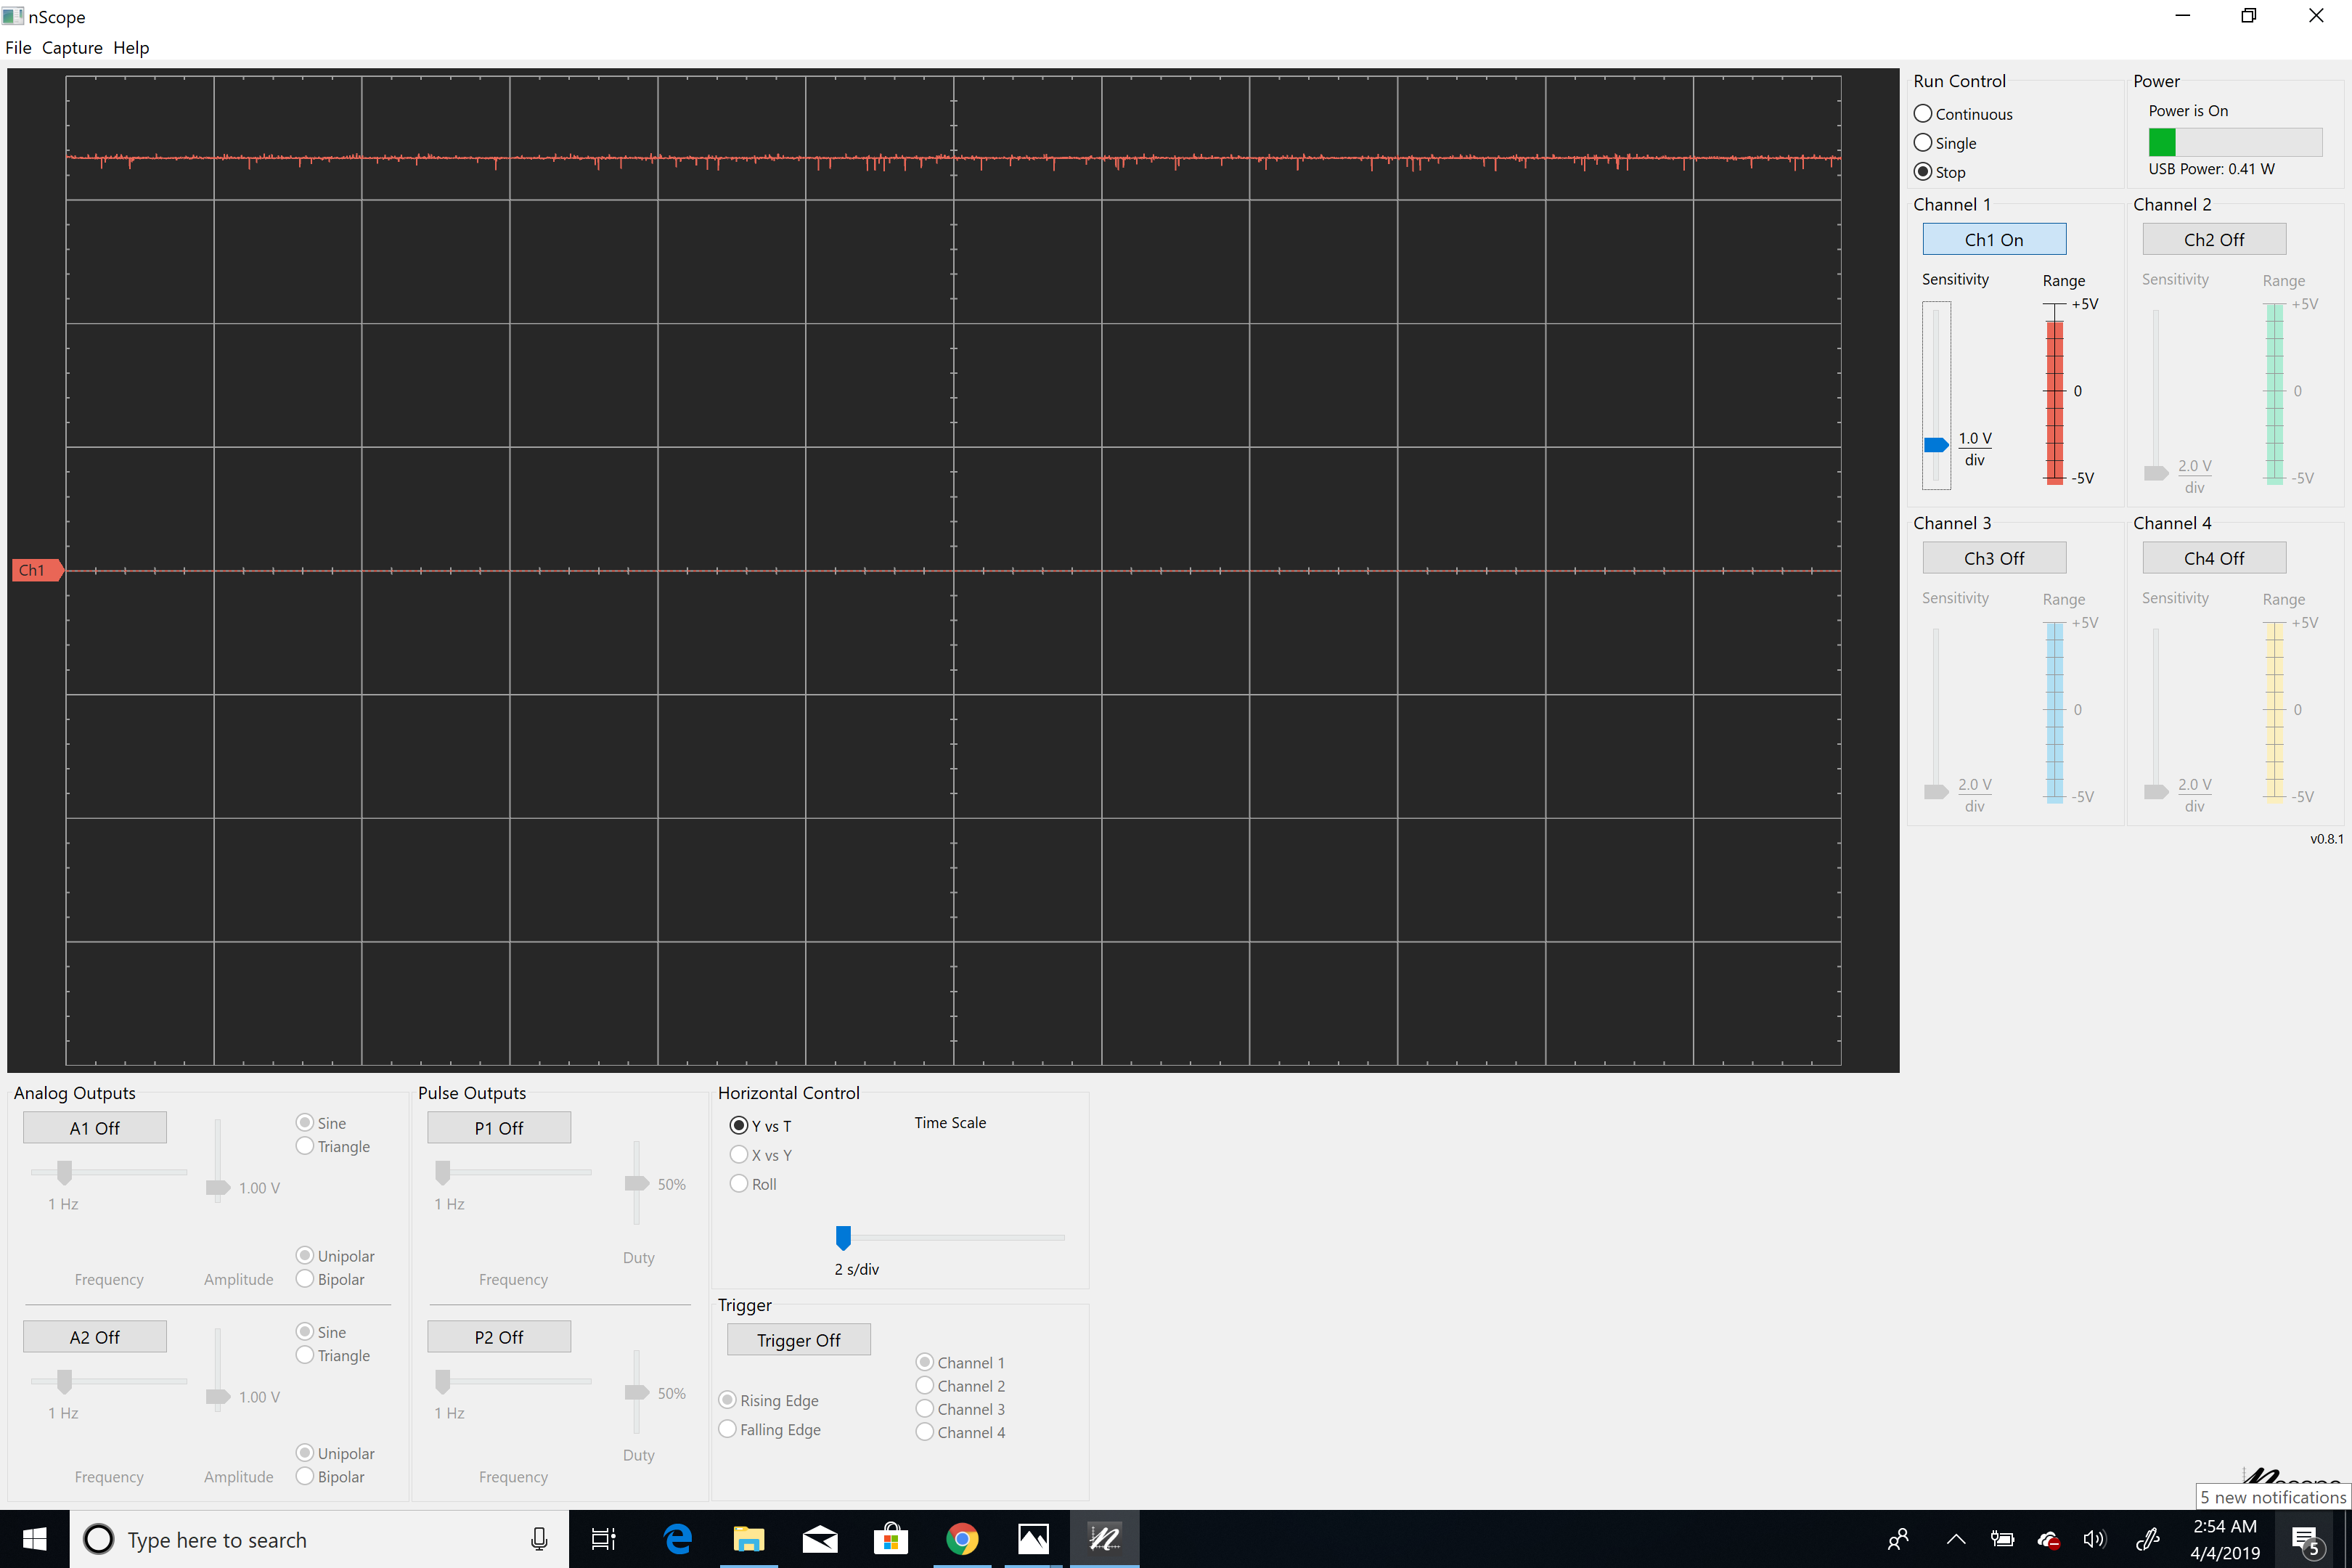 nScope
File Capture Help
Ch1
Run Control
Continuous
Single
Stop
Power
Power is On
USB Power: 0.41 W
Channel 1
Ch1 On
Sensitivity
Range
+5V
0
-5V
1.0 V
div
Channel 2
Ch2 Off
Sensitivity
Range
+5V
0
-5V
2.0 V
div
Channel 3
Ch3 Off
Sensitivity
Range
+5V
0
-5V
2.0 V
div
Channel 4
Ch4 Off
Sensitivity
Range
+5V
0
-5V
2.0 V
div
v0.8.1
Analog Outputs
A1 Off
Sine
Triangle
1.00 V
1 Hz
Unipolar
Bipolar
Frequency
Amplitude
A2 Off
Sine
Triangle
1.00 V
1 Hz
Unipolar
Bipolar
Frequency
Amplitude
Pulse Outputs
P1 Off
50%
1 Hz
Duty
Frequency
P2 Off
50%
1 Hz
Duty
Frequency
Horizontal Control
Y vs T
X vs Y
Roll
Time Scale
2 s/div
Trigger
Trigger Off
Rising Edge
Falling Edge
Channel 1
Channel 2
Channel 3
Channel 4
5 new notifications
Type here to search
2:54 AM
4/4/2019
5